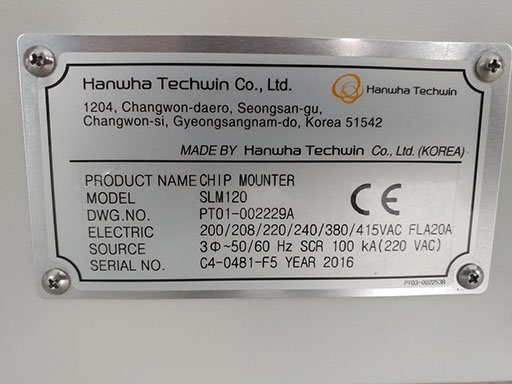 Hanwha Techwin Co., Ltd.
Hanwha Techwin
1204, Changwon-daero, Seongsan-gu,
Changwon-si, Gyeongsangnam-do, Korea 51542
MADE BY Hanwha Techwin Co., Ltd. (KOREA)
PRODUCT NAME CHIP MOUNTER
MODEL SLM120
CE
DWG.NO. PT01-002229A
ELECTRIC 200/208/220/240/380/415VAC FLA20A
SOURCE 3Φ~50/60 Hz SCR 100 kA(220 VAC)
SERIAL NO. C4-0481-F5 YEAR 2016
PT03-002253B